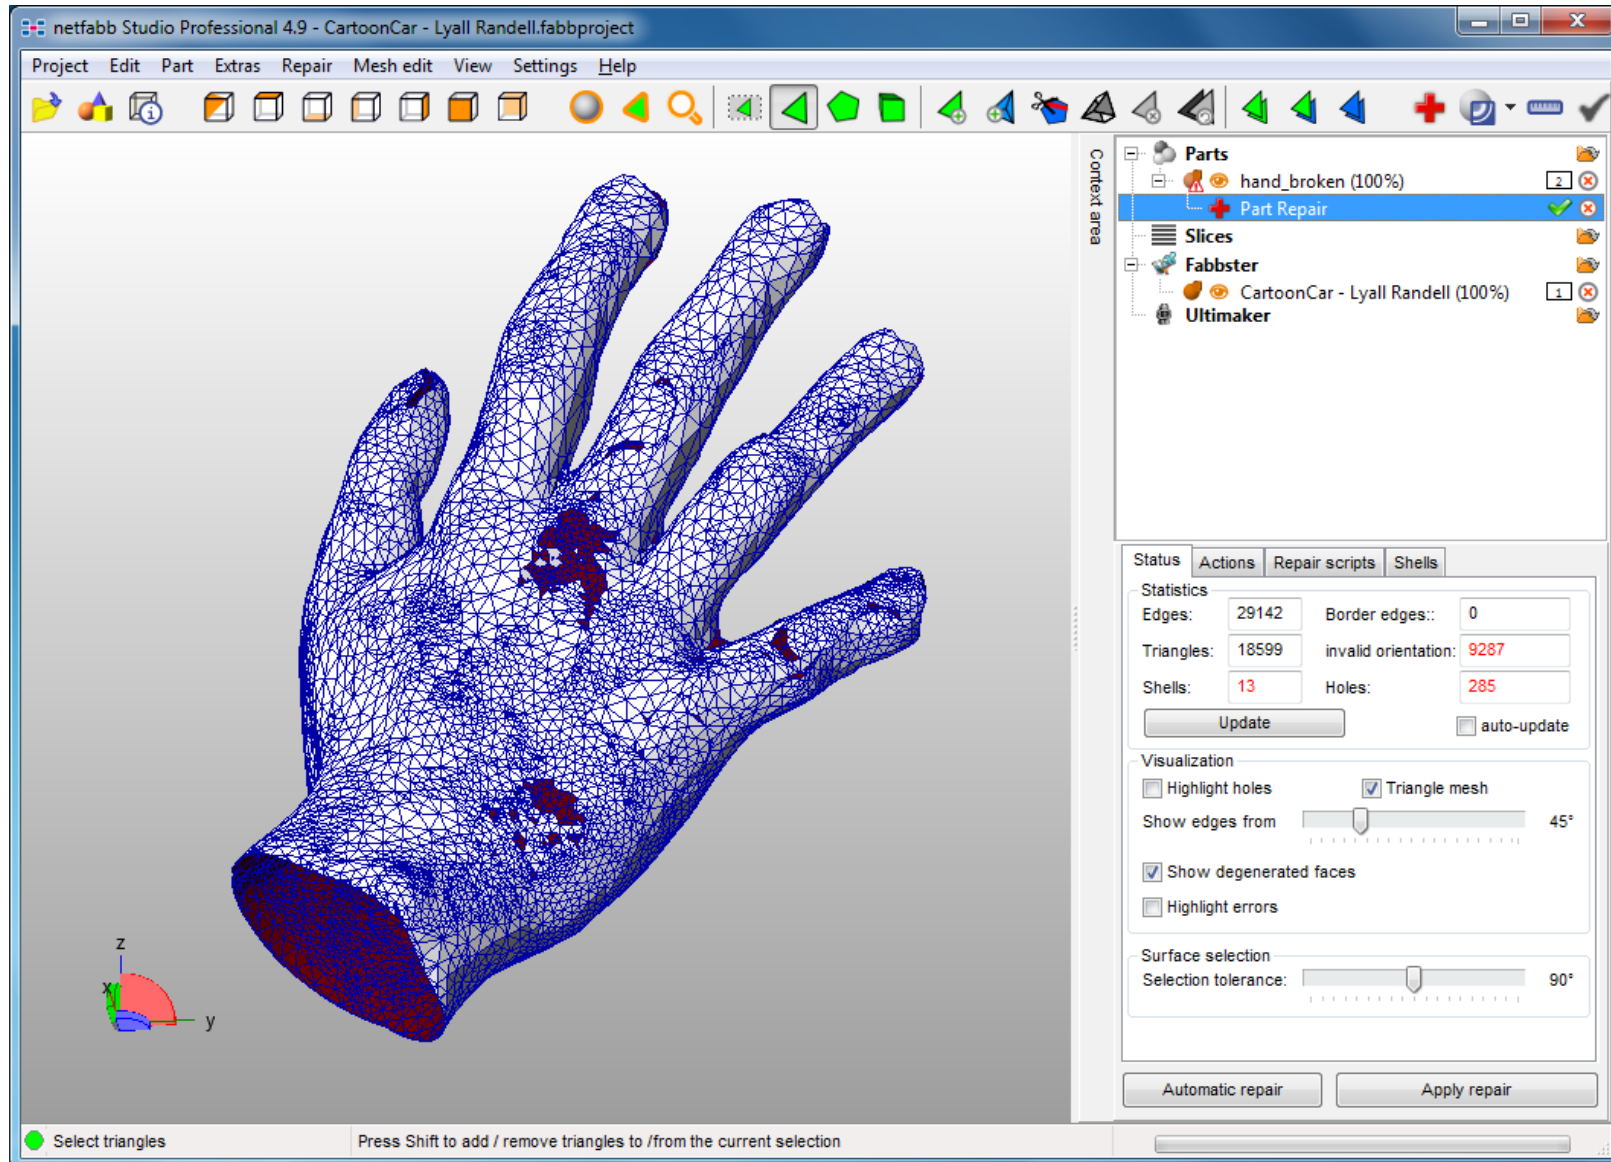 netfabb Studio Professional 4.9 - CartoonCar - Lyall Randell.fabbproject
Project Edit Part Extras Repair Mesh edit View Settings Help
Context area
Parts
hand_broken (100%) 2
Part Repair
Slices
Fabbster
CartoonCar - Lyall Randell (100%) 1
Ultimaker
Status Actions Repair scripts Shells
Statistics
Edges: 29142 Border edges:: 0
Triangles: 18599 invalid orientation: 9287
Shells: 13 Holes: 285
Update auto-update
Visualization
Highlight holes Triangle mesh
Show edges from 45°
Show degenerated faces
Highlight errors
Surface selection
Selection tolerance: 90°
z
x
y
Automatic repair Apply repair
Select triangles Press Shift to add / remove triangles to /from the current selection